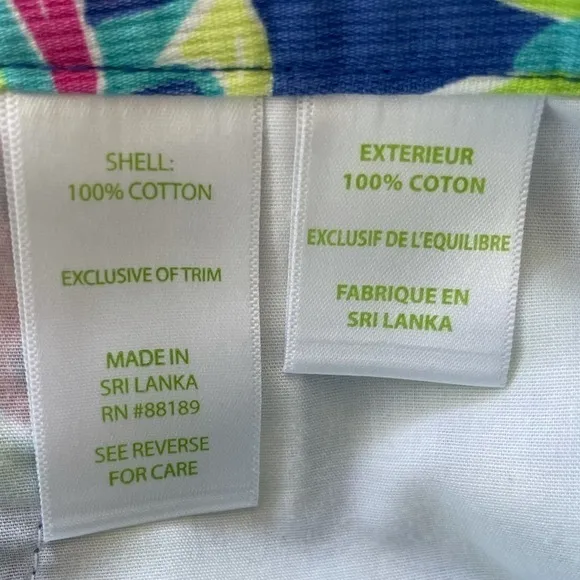 SHELL:
100% COTTON
EXCLUSIVE OF TRIM
MADE IN
SRI LANKA
RN #88189
SEE REVERSE
FOR CARE
EXTERIEUR
100% COTON
EXCLUSIF DE L'EQUILIBRE
FABRIQUE EN
SRI LANKA